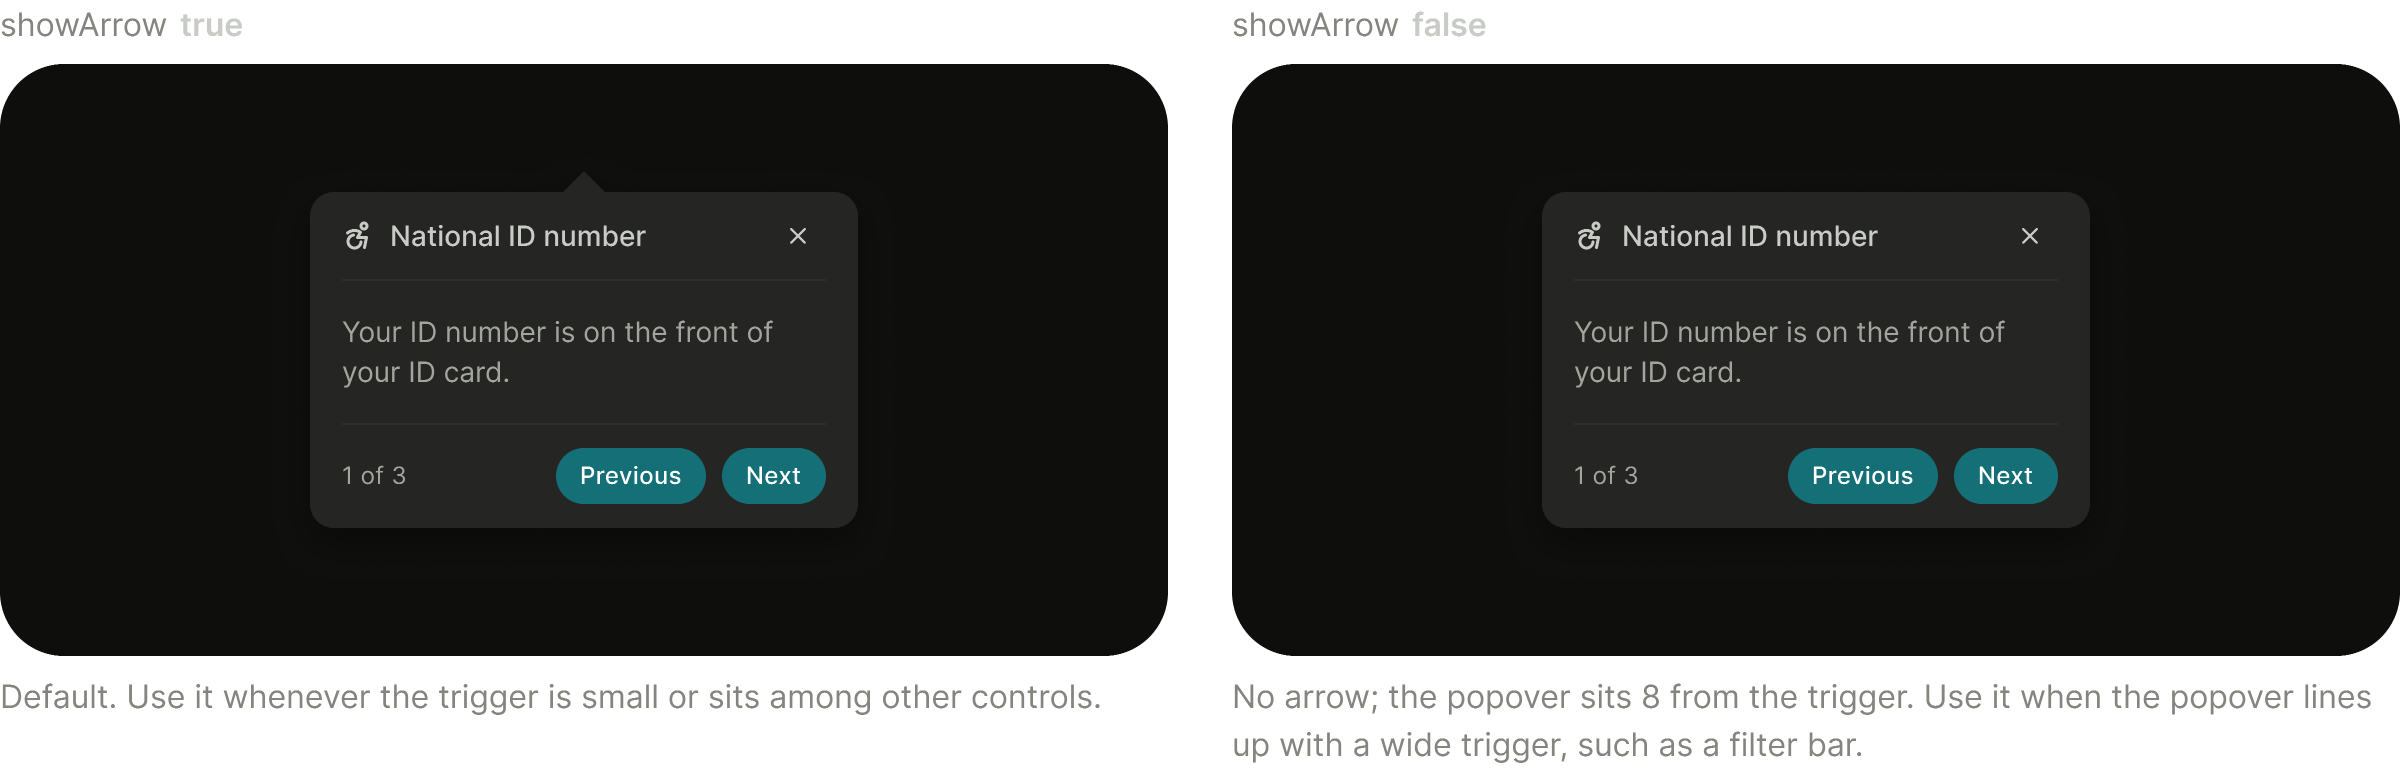 showArrow true
National ID number
Your ID number is on the front of
your ID card.
1 of 3
Previous
Next
Default. Use it whenever the trigger is small or sits among other controls.
showArrow false
National ID number
Your ID number is on the front of
your ID card.
1 of 3
Previous
Next
No arrow; the popover sits 8 from the trigger. Use it when the popover lines
up with a wide trigger, such as a filter bar.